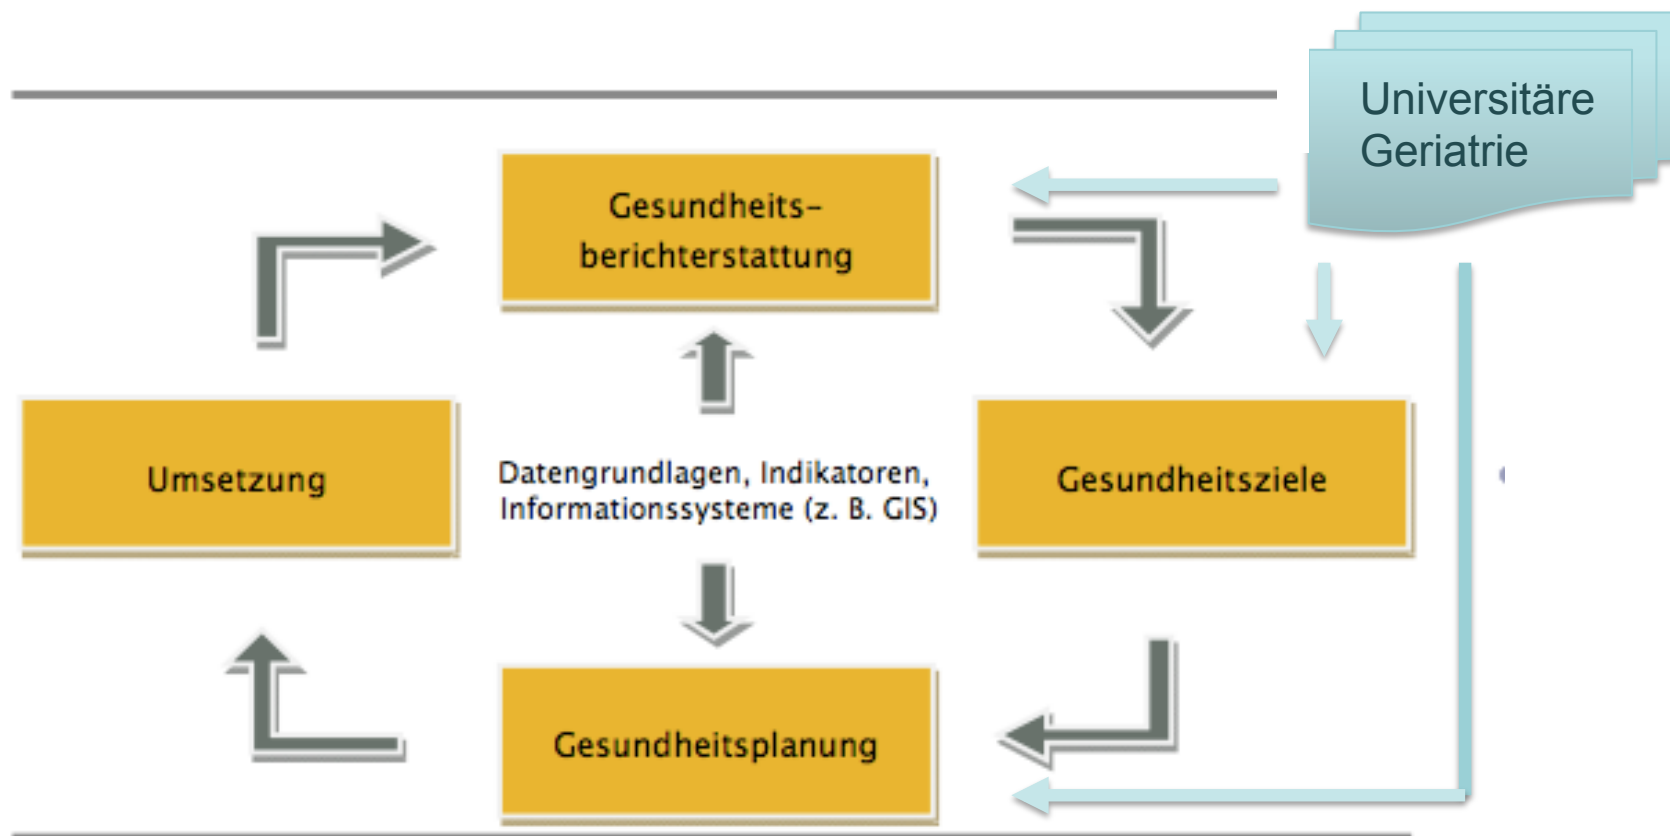 Universitäre
Geriatrie
Gesundheits-
berichterstattung
Umsetzung
Datengrundlagen, Indikatoren,
Informationssysteme (z. B. GIS)
Gesundheitsziele
Gesundheitsplanung